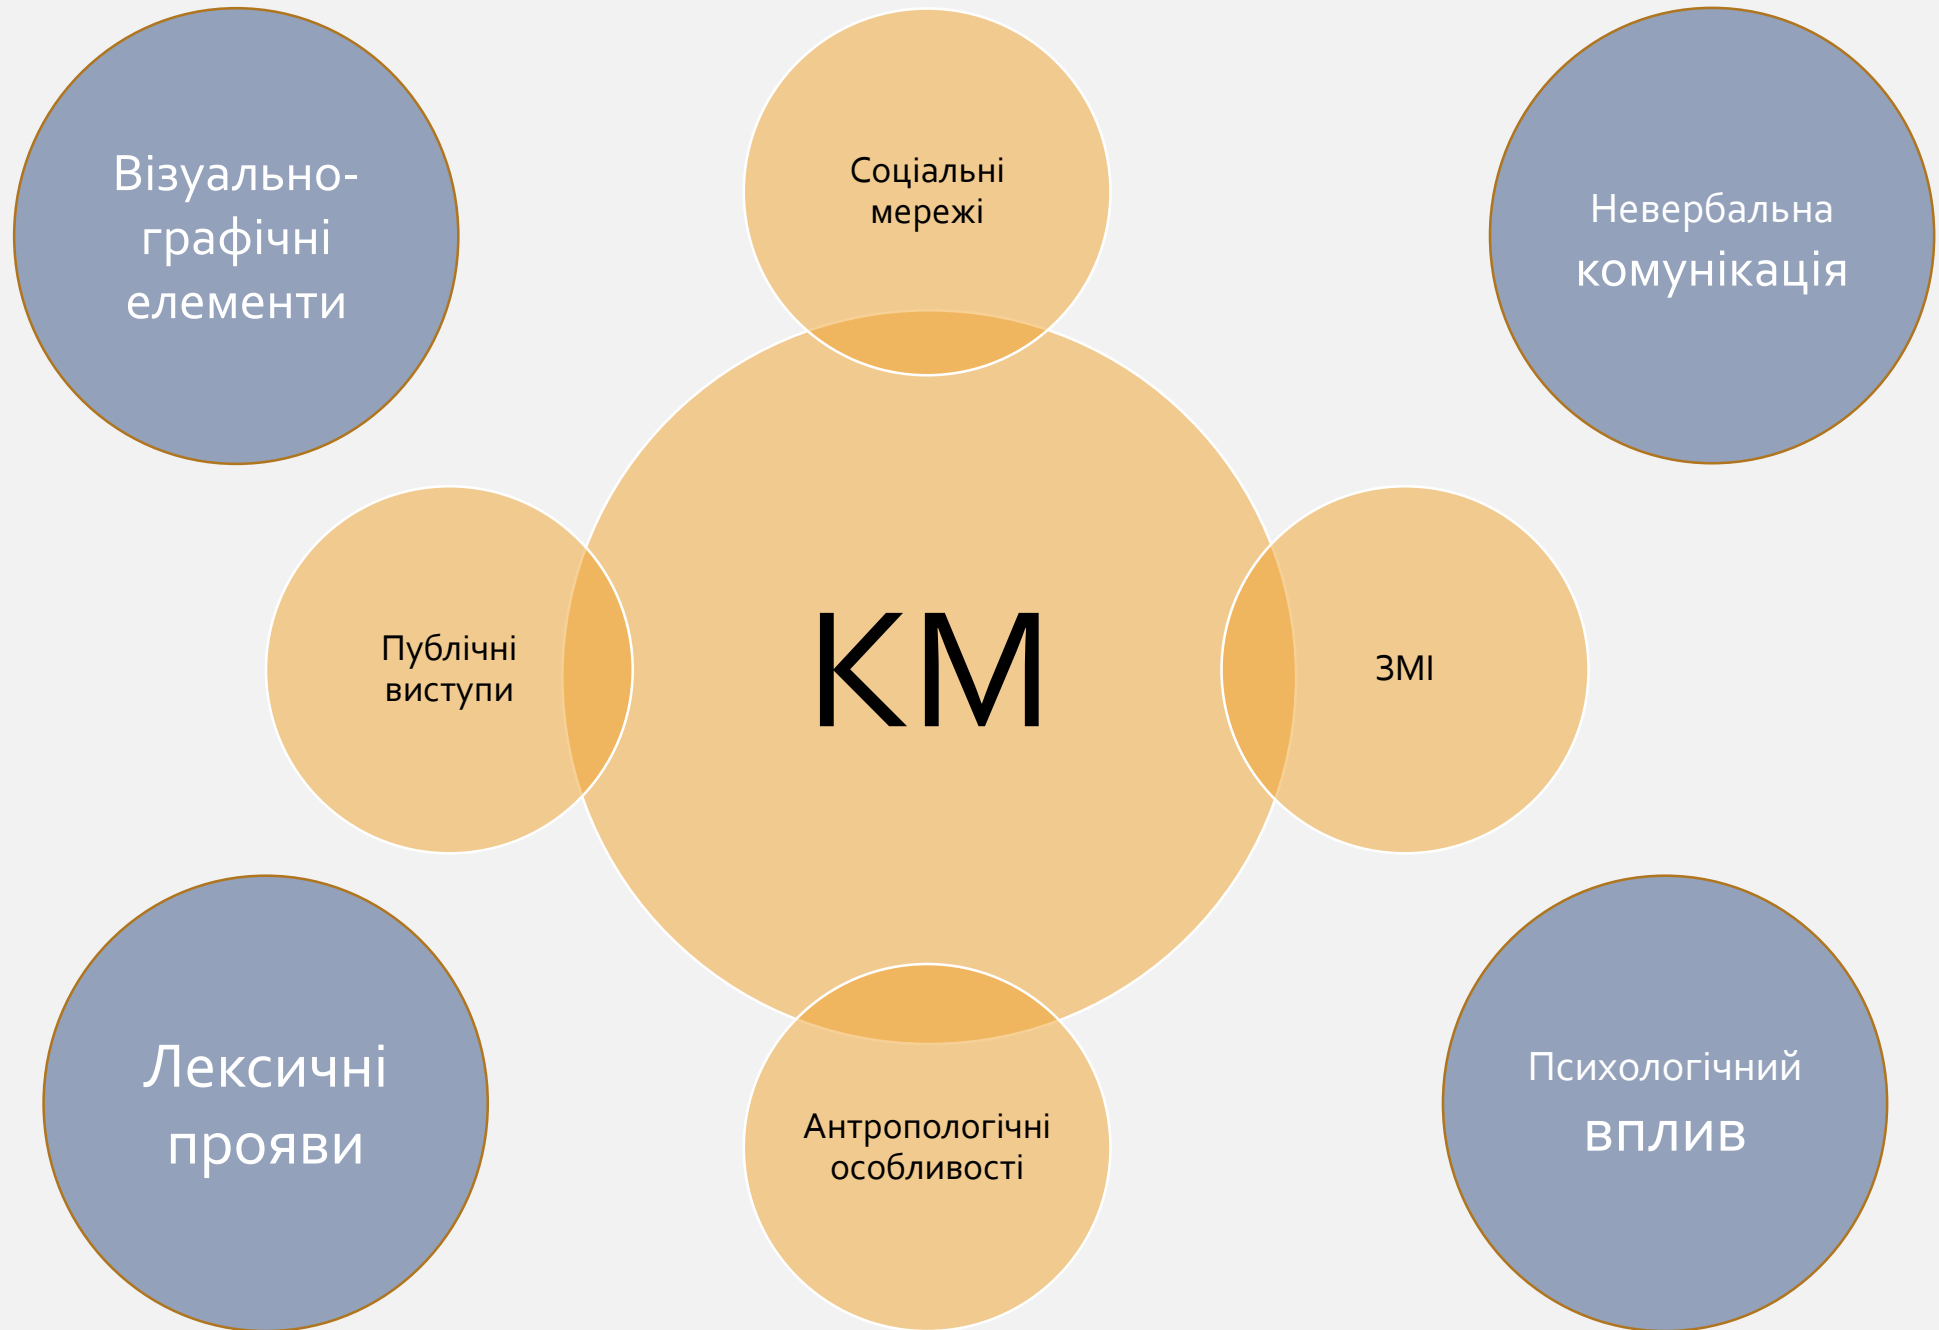 Візуально-
графічні
елементи
Соціальні
мережі
Невербальна
комунікація
Публічні
виступи
КМ
ЗМІ
Лексичні
прояви
Антропологічні
особливості
Психологічний
вплив